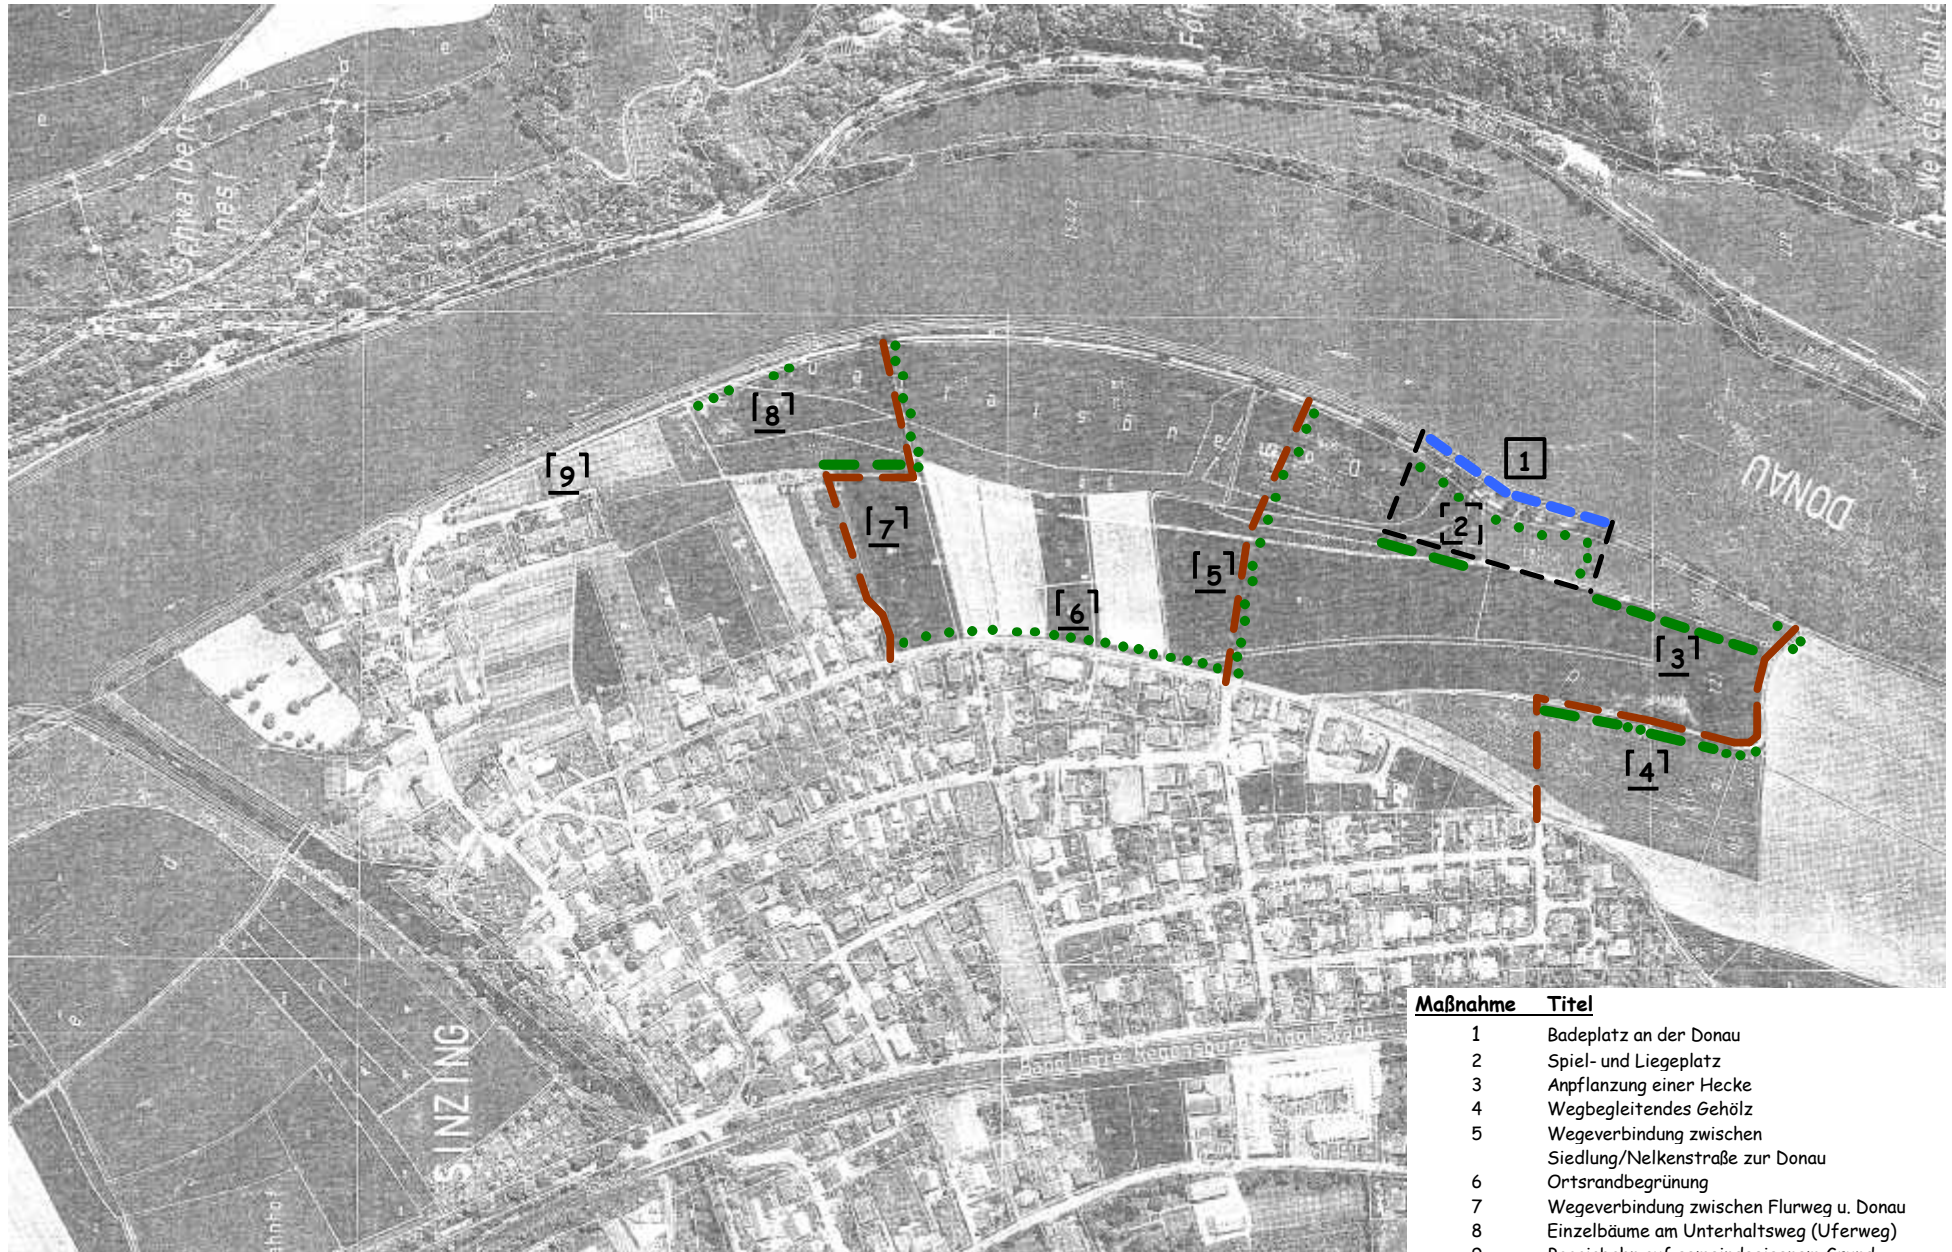 Schwalben-
nest
DONAU
8
9
1
2
7
5
6
3
4
SINZING
Maßnahme Titel
1 Badeplatz an der Donau
2 Spiel- und Liegeplatz
3 Anpflanzung einer Hecke
4 Wegbegleitendes Gehölz
5 Wegeverbindung zwischen
Siedlung/Nelkenstraße zur Donau
6 Ortsrandbegrünung
7 Wegeverbindung zwischen Flurweg u. Donau
8 Einzelbäume am Unterhaltsweg (Uferweg)